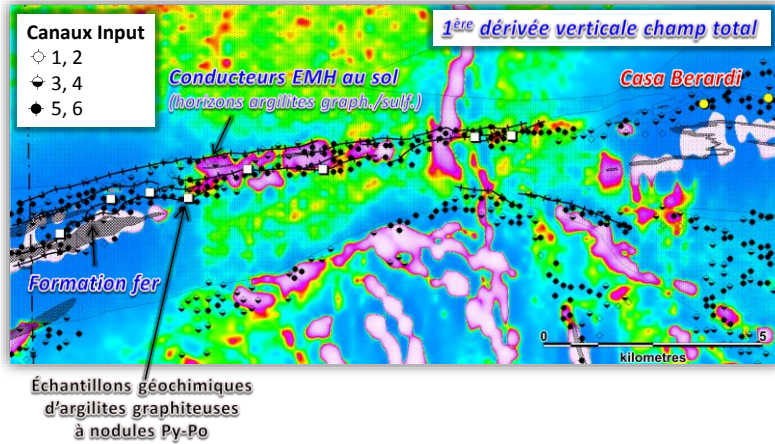 Canaux Input
1, 2
3, 4
5, 6
1ère dérivée verticale champ total
Conducteurs EMH au sol
(horizons argilites graph./sulf.)
Casa Berardi
Formation fer
0 5
kilometres
Échantillons géochimiques
d'argilites graphiteuses
à nodules Py-Po